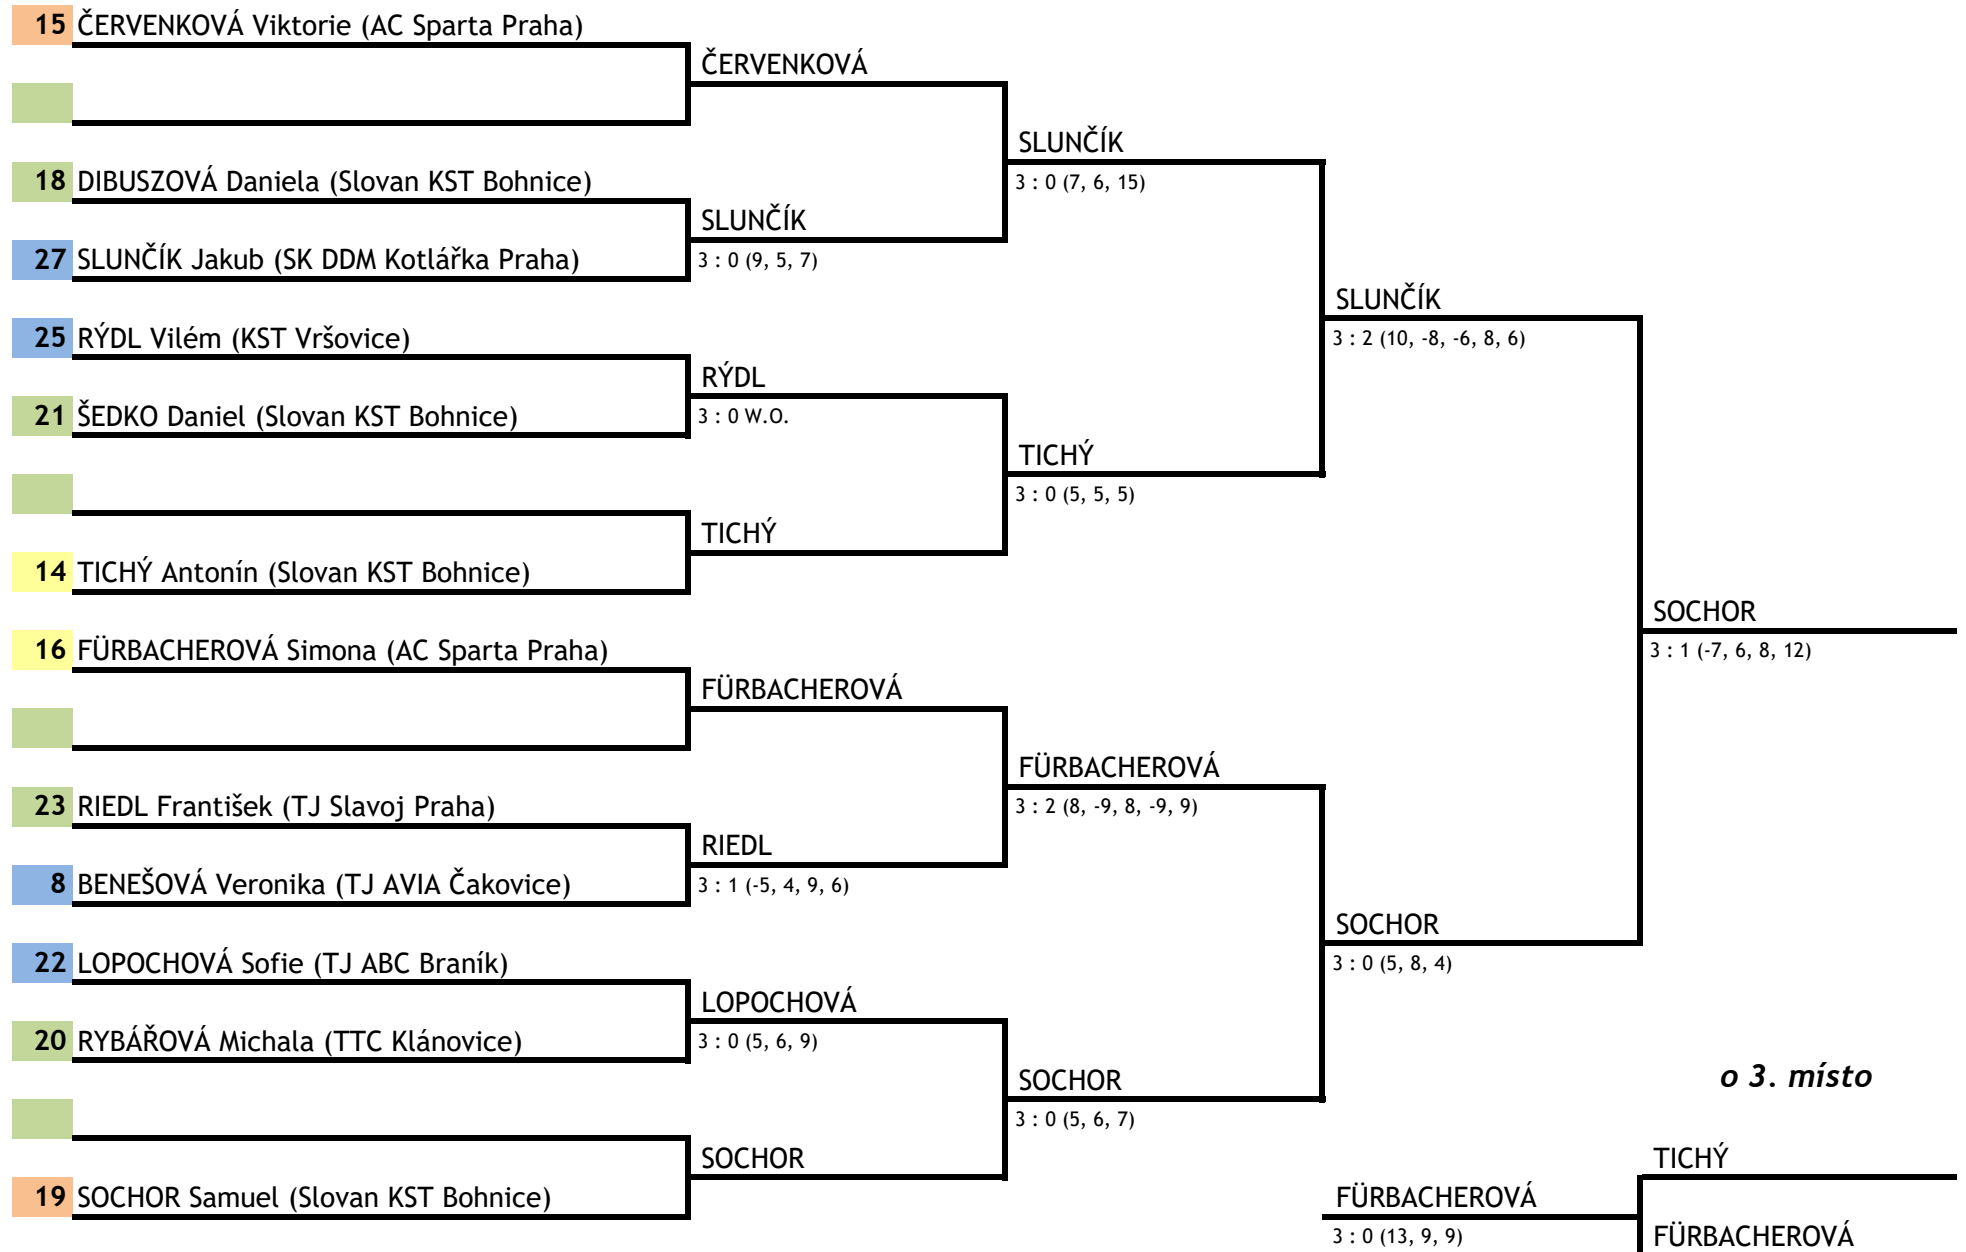 15 ČERVENKOVÁ Viktorie (AC Sparta Praha)
ČERVENKOVÁ
SLUNČÍK
3 : 0 (7, 6, 15)
18 DIBUSZOVÁ Daniela (Slovan KST Bohnice)
SLUNČÍK
3 : 0 (9, 5, 7)
27 SLUNČÍK Jakub (SK DDM Kotlářka Praha)
SLUNČÍK
3 : 2 (10, -8, -6, 8, 6)
25 RÝDL Vilém (KST Vršovice)
RÝDL
3 : 0 W.O.
21 ŠEDKO Daniel (Slovan KST Bohnice)
TICHÝ
3 : 0 (5, 5, 5)
TICHÝ
14 TICHÝ Antonín (Slovan KST Bohnice)
SOCHOR
3 : 1 (-7, 6, 8, 12)
16 FÜRBACHEROVÁ Simona (AC Sparta Praha)
FÜRBACHEROVÁ
FÜRBACHEROVÁ
3 : 2 (8, -9, 8, -9, 9)
23 RIEDL František (TJ Slavoj Praha)
RIEDL
3 : 1 (-5, 4, 9, 6)
8 BENEŠOVÁ Veronika (TJ AVIA Čakovice)
SOCHOR
3 : 0 (5, 8, 4)
22 LOPOCHOVÁ Sofie (TJ ABC Braník)
LOPOCHOVÁ
3 : 0 (5, 6, 9)
20 RYBÁŘOVÁ Michala (TTC Klánovice)
SOCHOR
3 : 0 (5, 6, 7)
o 3. místo
SOCHOR
19 SOCHOR Samuel (Slovan KST Bohnice)
TICHÝ
FÜRBACHEROVÁ
3 : 0 (13, 9, 9)
FÜRBACHEROVÁ